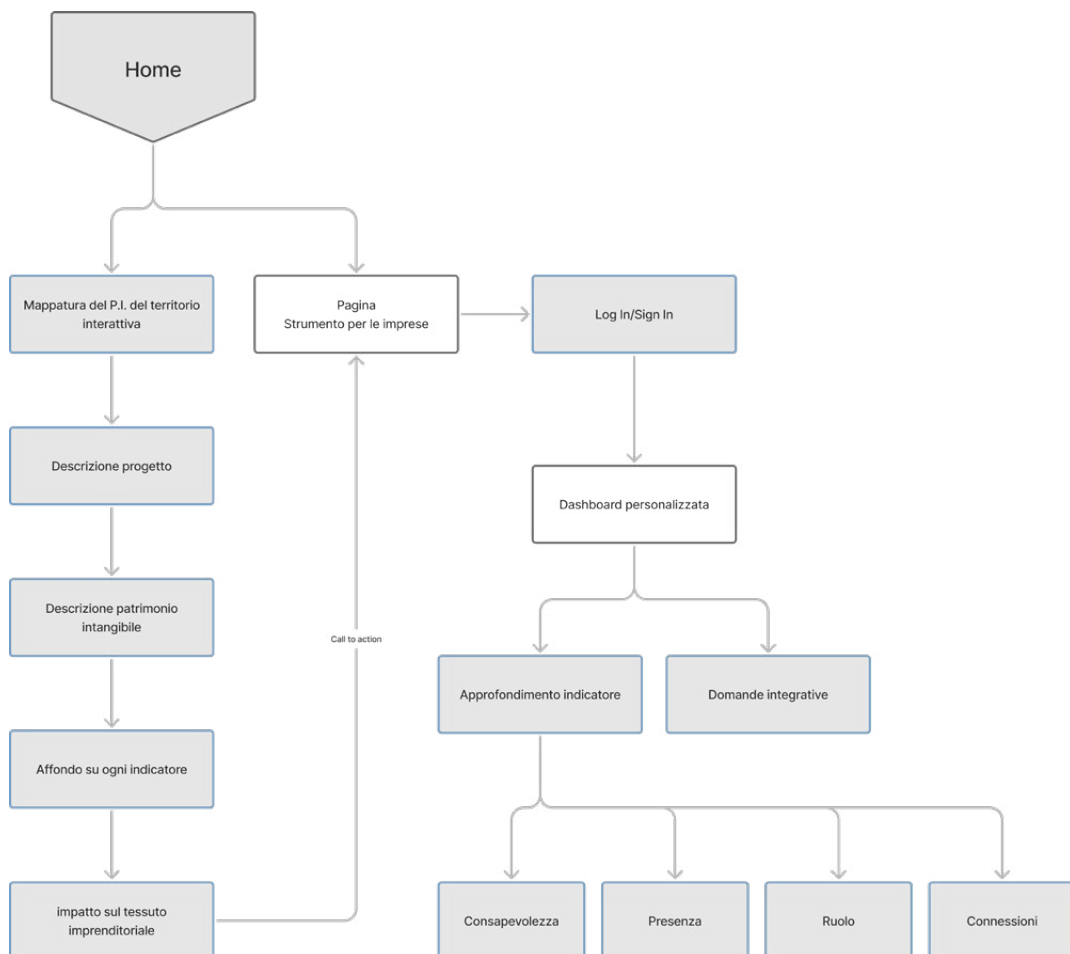 Home
Mappatura del P.I. del territorio
interattiva
Pagina
Strumento per le imprese
Log In/Sign In
Descrizione progetto
Dashboard personalizzata
Descrizione patrimonio
intangibile
Call to action
Approfondimento indicatore
Domande integrative
Affondo su ogni indicatore
impatto sul tessuto
imprenditoriale
Consapevolezza
Presenza
Ruolo
Connessioni